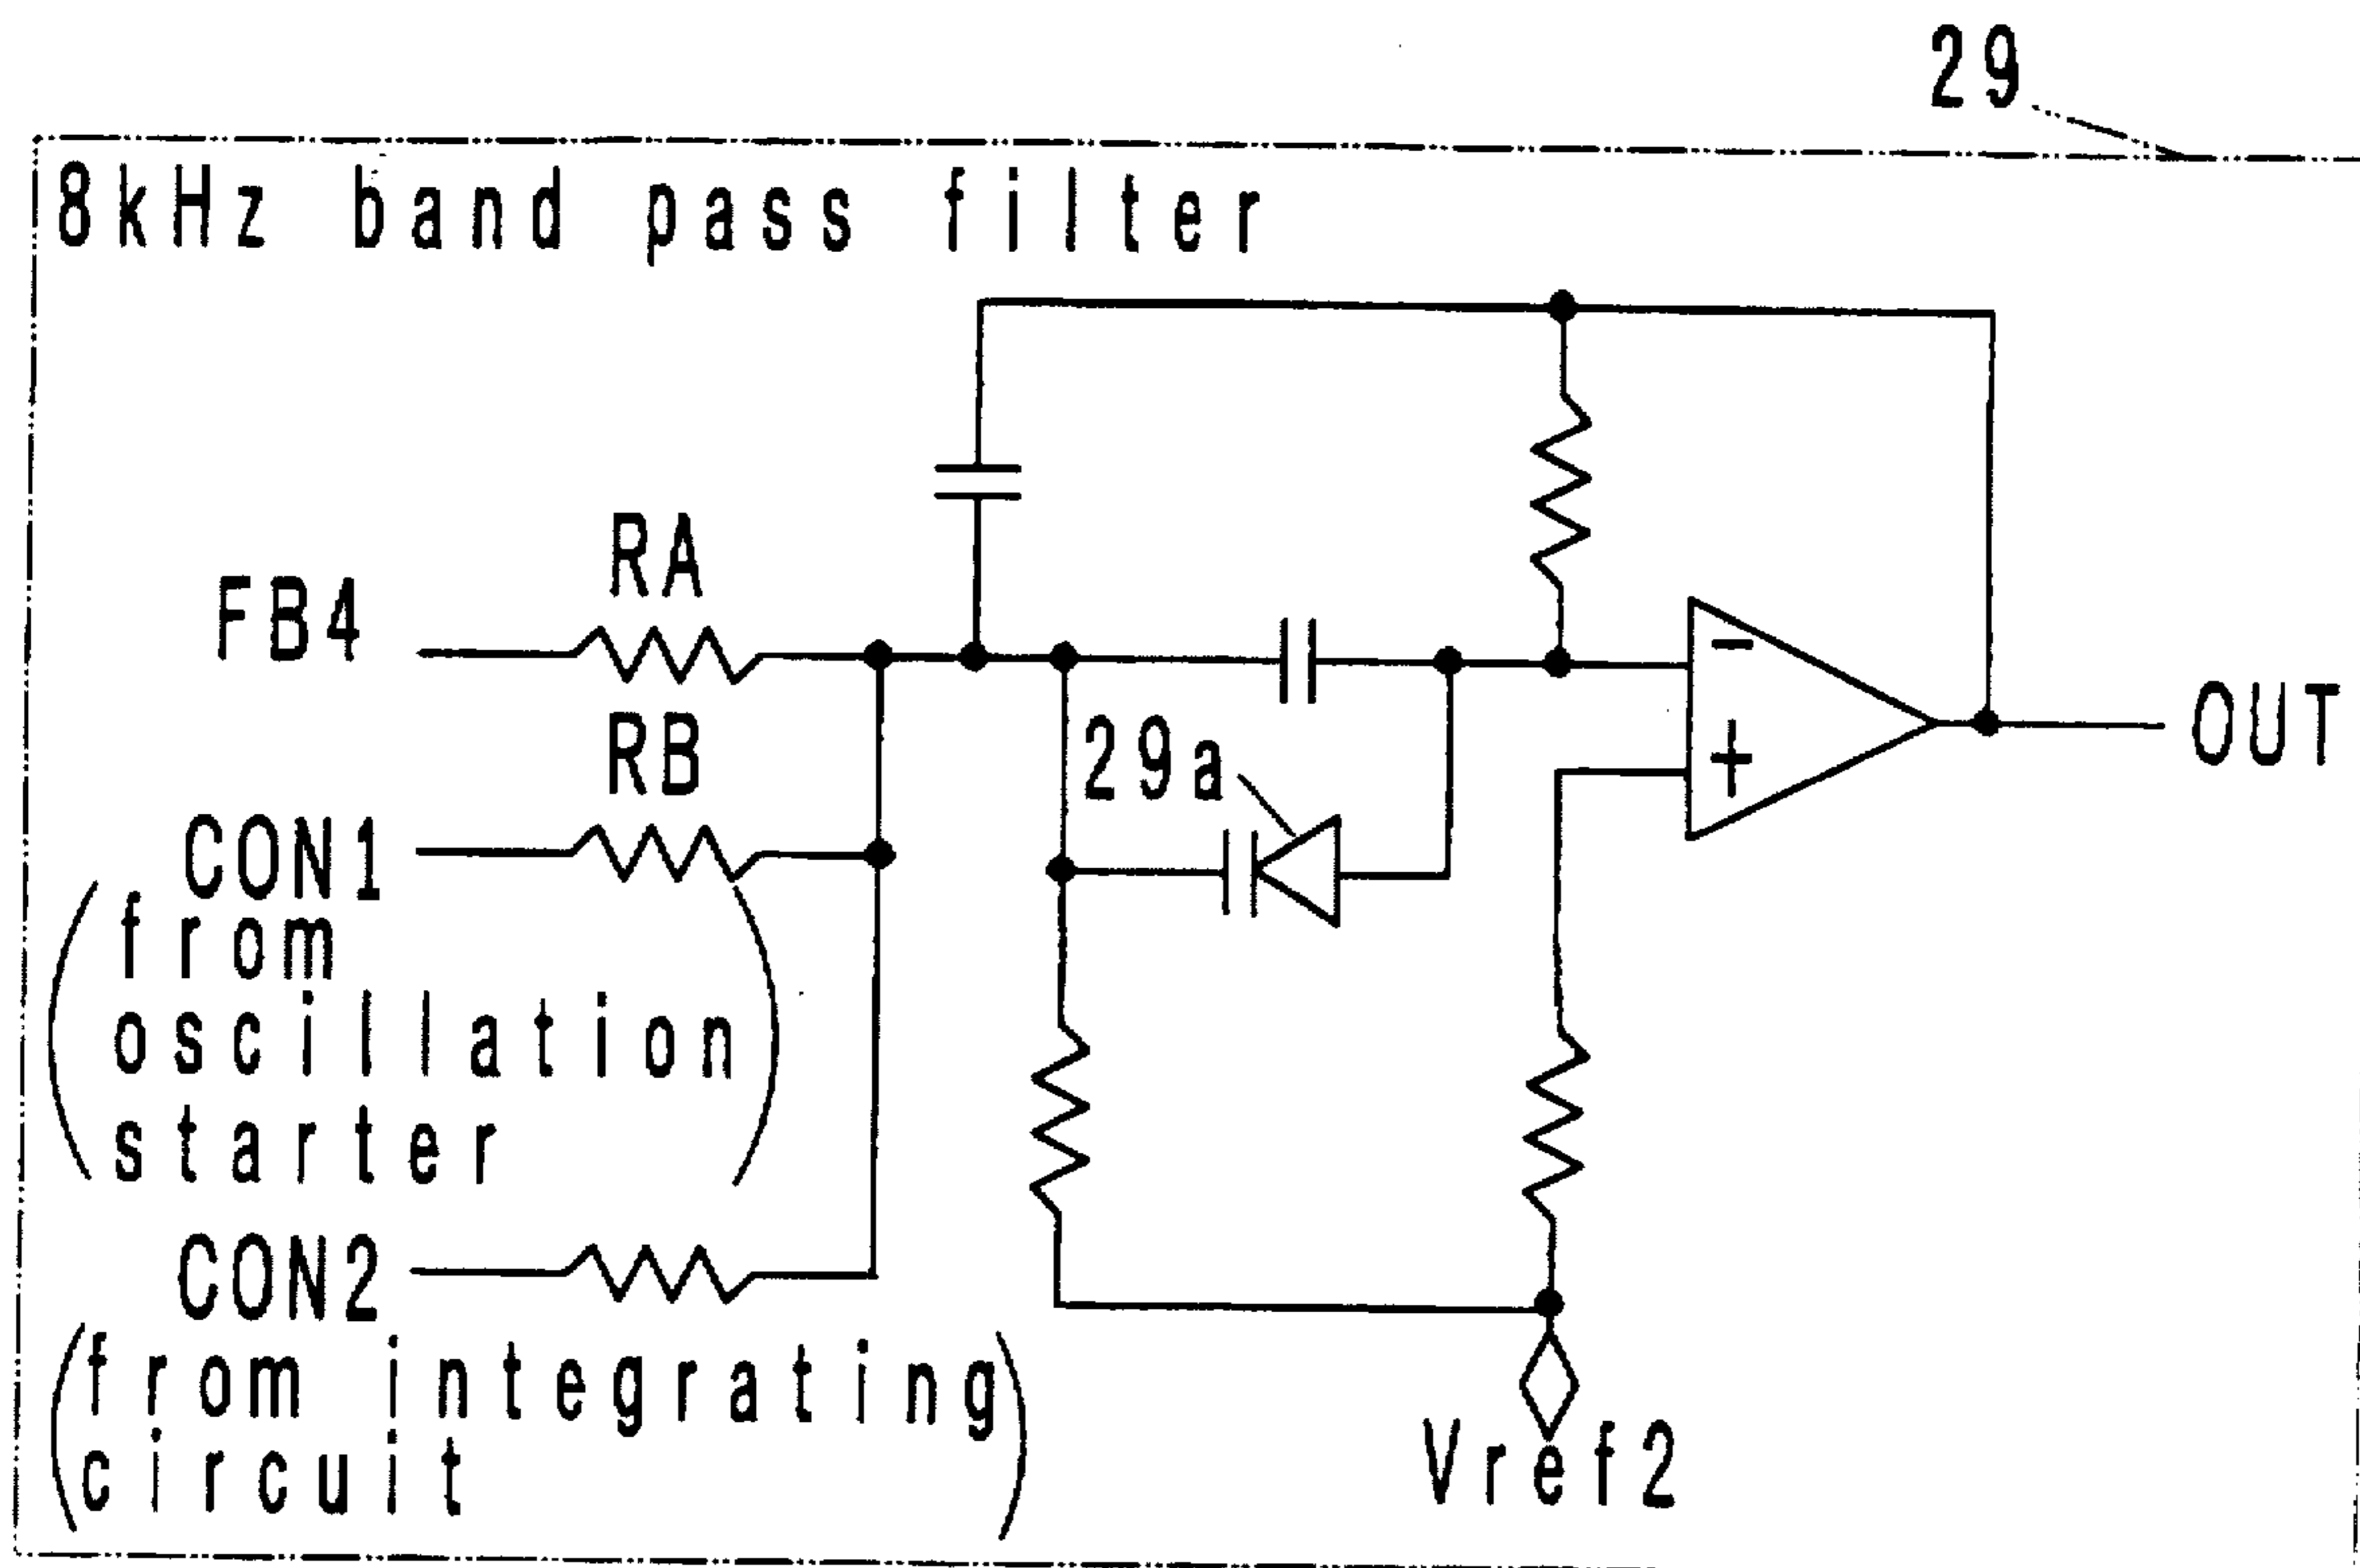 29
8kHz band pass filter
RA
FB4
RB
29a
OUT
CON1
from
oscillation
starter
CON2
from integrating
circuit
Vref2